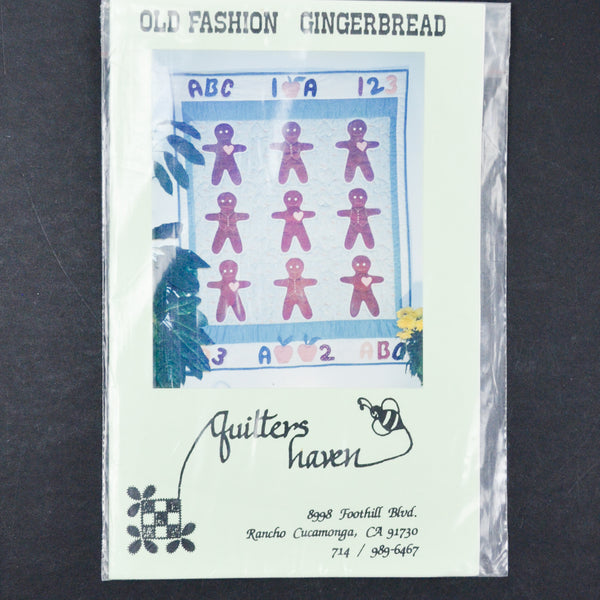 OLD FASHION GINGERBREAD
ABC 1 A 123
3 A 2 ABC
quilters
haven
8998 Foothill Blvd.
Rancho Cucamonga, CA 91730
714 / 989-6467